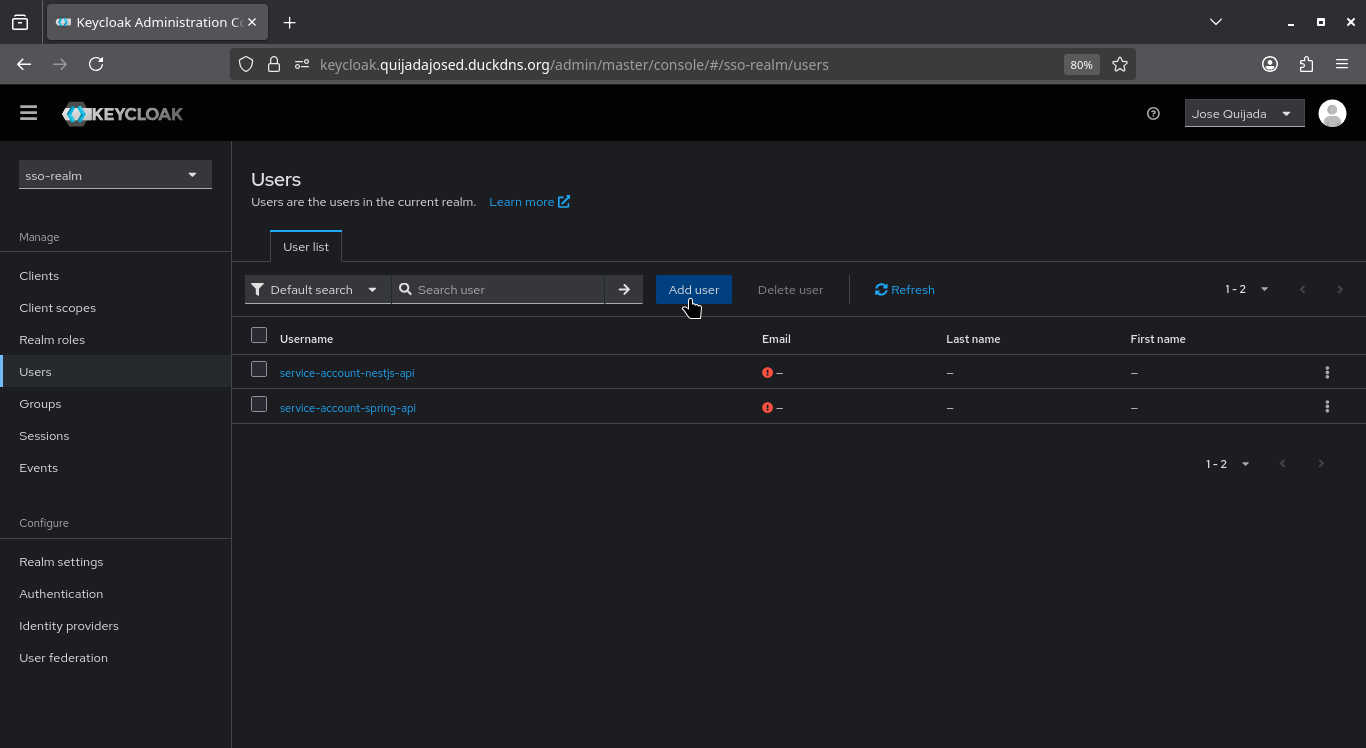 Keycloak Administration Co
keycloak.quijadajosed.duckdns.org/admin/master/console/#/sso-realm/users
80%
KEYCLOAK
Jose Quijada
sso-realm
Manage
Clients
Client scopes
Realm roles
Users
Groups
Sessions
Events
Configure
Realm settings
Authentication
Identity providers
User federation
Users
Users are the users in the current realm. Learn more
User list
Default search Search user Add user Delete user Refresh 1 - 2
Username Email Last name First name
service-account-nestjs-api – – –
service-account-spring-api – – –
1 - 2